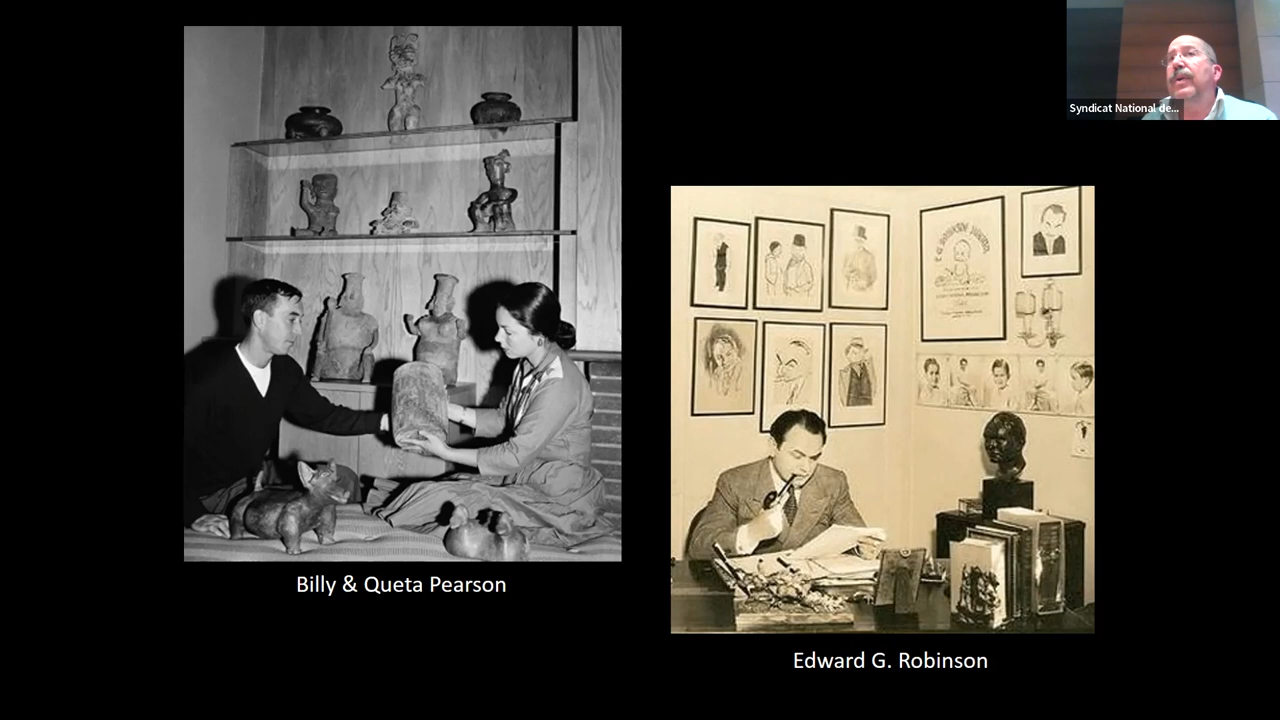 Syndicat National de...
Billy & Queta Pearson
Edward G. Robinson